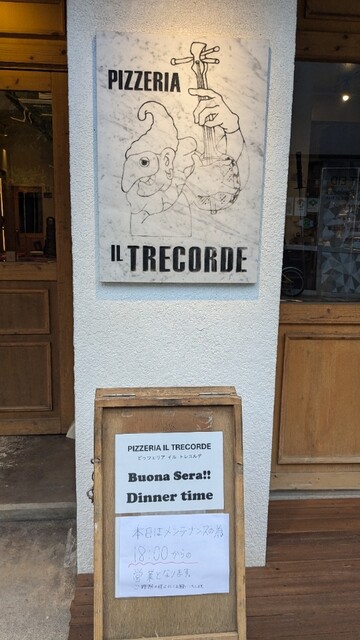 PIZZERIA
IL TRECORDE
PIZZERIA IL TRECORDE
ピッツェリア イル トレコルデ
Buona Sera!!
Dinner time
本日はメンテナンスの為
18:00からの
営業となります。